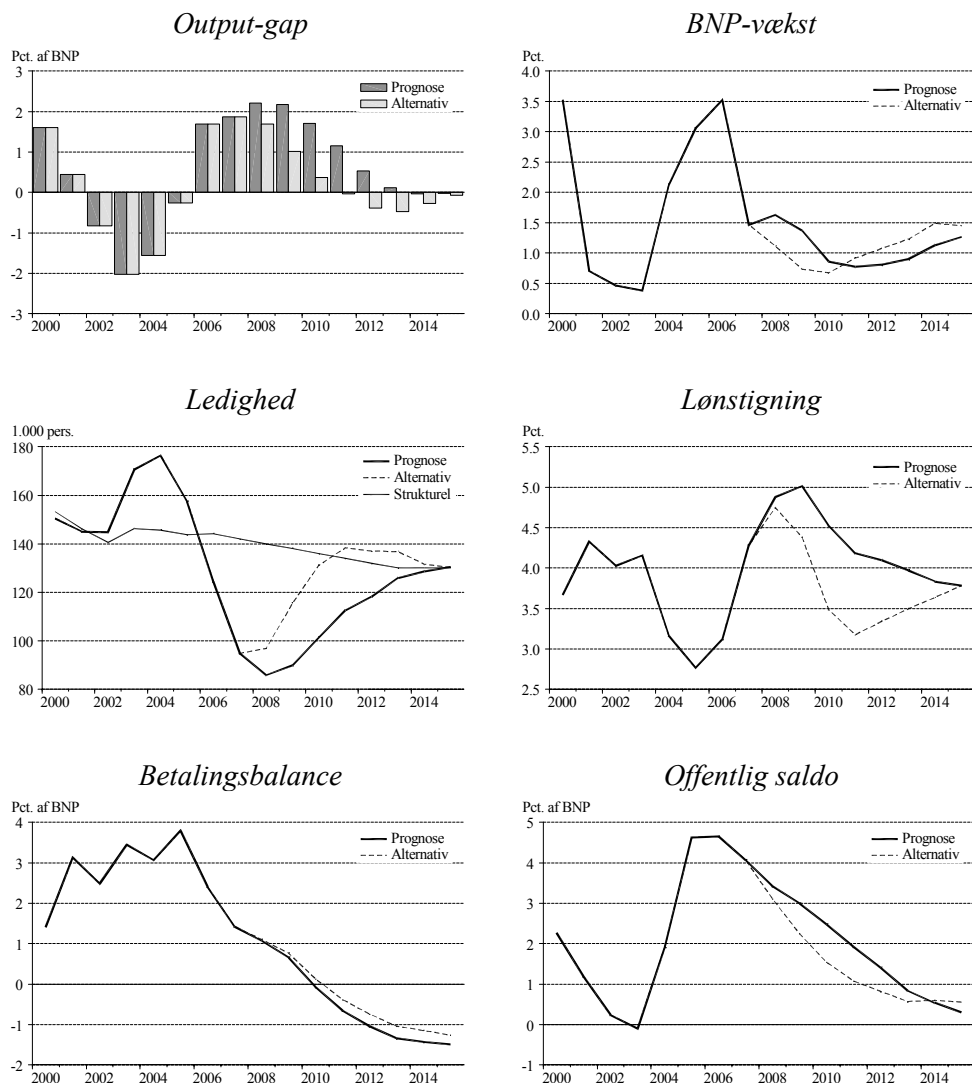 Output-gap
Pct. af BNP
3
2
1
0
-1
-2
-3
Prognose
Alternativ
2000 2002 2004 2006 2008 2010 2012 2014
BNP-vækst
Pct.
4.0
3.5
3.0
2.5
2.0
1.5
1.0
0.5
0.0
Prognose
Alternativ
2000 2002 2004 2006 2008 2010 2012 2014
Ledighed
1.000 pers.
180
160
140
120
100
80
Prognose
Alternativ
Strukturel
2000 2002 2004 2006 2008 2010 2012 2014
Lønstigning
Pct.
5.5
5.0
4.5
4.0
3.5
3.0
2.5
Prognose
Alternativ
2000 2002 2004 2006 2008 2010 2012 2014
Betalingsbalance
Pct. af BNP
4
3
2
1
0
-1
-2
Prognose
Alternativ
2000 2002 2004 2006 2008 2010 2012 2014
Offentlig saldo
Pct. af BNP
5
4
3
2
1
0
-1
Prognose
Alternativ
2000 2002 2004 2006 2008 2010 2012 2014